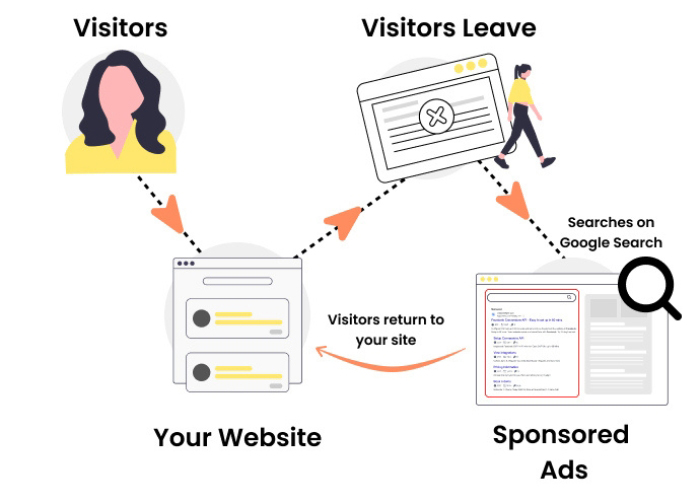 Visitors
Visitors Leave
Searches on
Google Search
Visitors return to
your site
Your Website
Sponsored
Ads